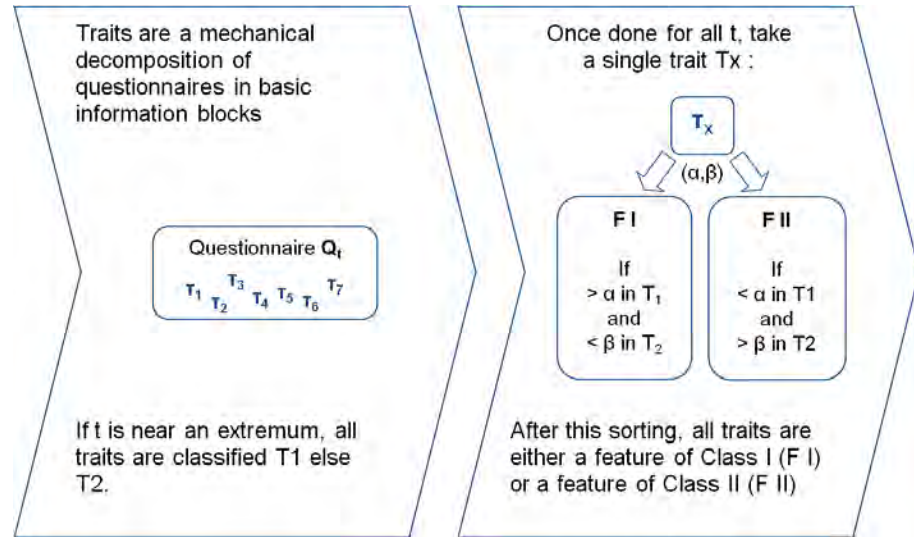 Traits are a mechanical
decomposition of
questionnaires in basic
information blocks
Questionnaire Qt
T1 T2 T3 T4 T5 T6 T7
If t is near an extremum, all
traits are classified T1 else
T2.
Once done for all t, take
a single trait Tx :
Tx
(α,β)
F I
If
> α in T1
and
< β in T2
F II
If
< α in T1
and
> β in T2
After this sorting, all traits are
either a feature of Class I (F I)
or a feature of Class II (F II)